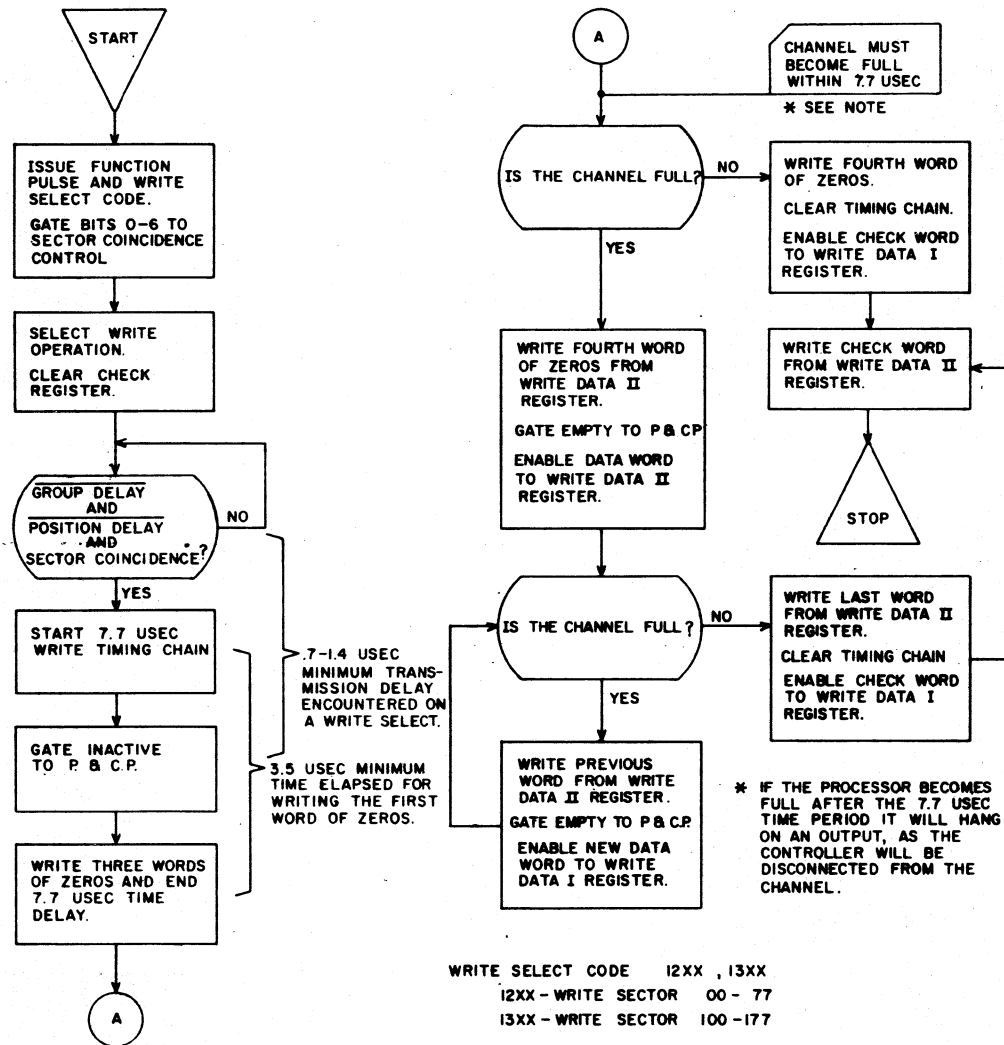 START
ISSUE FUNCTION
PULSE AND WRITE
SELECT CODE.
GATE BITS 0-6 TO
SECTOR COINCIDENCE
CONTROL
SELECT WRITE
OPERATION.
CLEAR CHECK
REGISTER.
GROUP DELAY
AND
POSITION DELAY
AND
SECTOR COINCIDENCE?
NO
YES
START 7.7 USEC
WRITE TIMING CHAIN
.7-1.4 USEC
MINIMUM TRANS-
MISSION DELAY
ENCOUNTERED ON
A WRITE SELECT.
GATE INACTIVE
TO P. & C.P.
3.5 USEC MINIMUM
TIME ELAPSED FOR
WRITING THE FIRST
WORD OF ZEROS.
WRITE THREE WORDS
OF ZEROS AND END
7.7 USEC TIME
DELAY.
A
A
CHANNEL MUST
BECOME FULL
WITHIN 7.7 USEC
* SEE NOTE
IS THE CHANNEL FULL?
NO
YES
WRITE FOURTH WORD
OF ZEROS.
CLEAR TIMING CHAIN.
ENABLE CHECK WORD
TO WRITE DATA I
REGISTER.
WRITE CHECK WORD
FROM WRITE DATA II
REGISTER.
STOP
WRITE FOURTH WORD
OF ZEROS FROM
WRITE DATA II
REGISTER.
GATE EMPTY TO P & CP
ENABLE DATA WORD
TO WRITE DATA II
REGISTER.
IS THE CHANNEL FULL?
NO
YES
WRITE LAST WORD
FROM WRITE DATA II
REGISTER.
CLEAR TIMING CHAIN
ENABLE CHECK WORD
TO WRITE DATA I
REGISTER.
WRITE PREVIOUS
WORD FROM WRITE
DATA II REGISTER.
GATE EMPTY TO P & C.P.
ENABLE NEW DATA
WORD TO WRITE
DATA I REGISTER.
* IF THE PROCESSOR BECOMES
FULL AFTER THE 7.7 USEC
TIME PERIOD IT WILL HANG
ON AN OUTPUT, AS THE
CONTROLLER WILL BE
DISCONNECTED FROM THE
CHANNEL.
WRITE SELECT CODE 12XX , 13XX
12XX - WRITE SECTOR 00 - 77
13XX - WRITE SECTOR 100 - 177